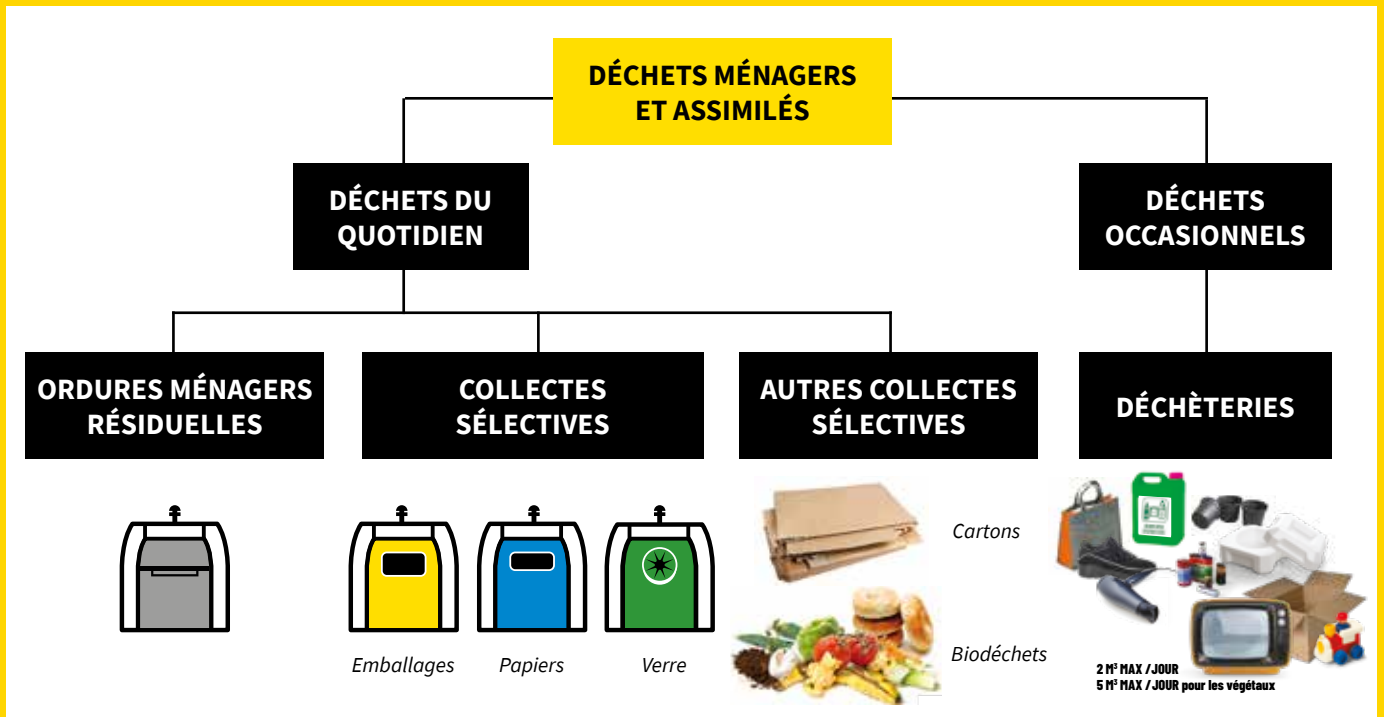 DÉCHETS MÉNAGERS
ET ASSIMILÉS
DÉCHETS DU
QUOTIDIEN
DÉCHETS
OCCASIONNELS
ORDURES MÉNAGERS
RÉSIDUELLES
COLLECTES
SÉLECTIVES
AUTRES COLLECTES
SÉLECTIVES
DÉCHÈTERIES
Cartons
Emballages
Papiers
Verre
Biodéchets
2 M³ MAX / JOUR
5 M³ MAX / JOUR pour les végétaux